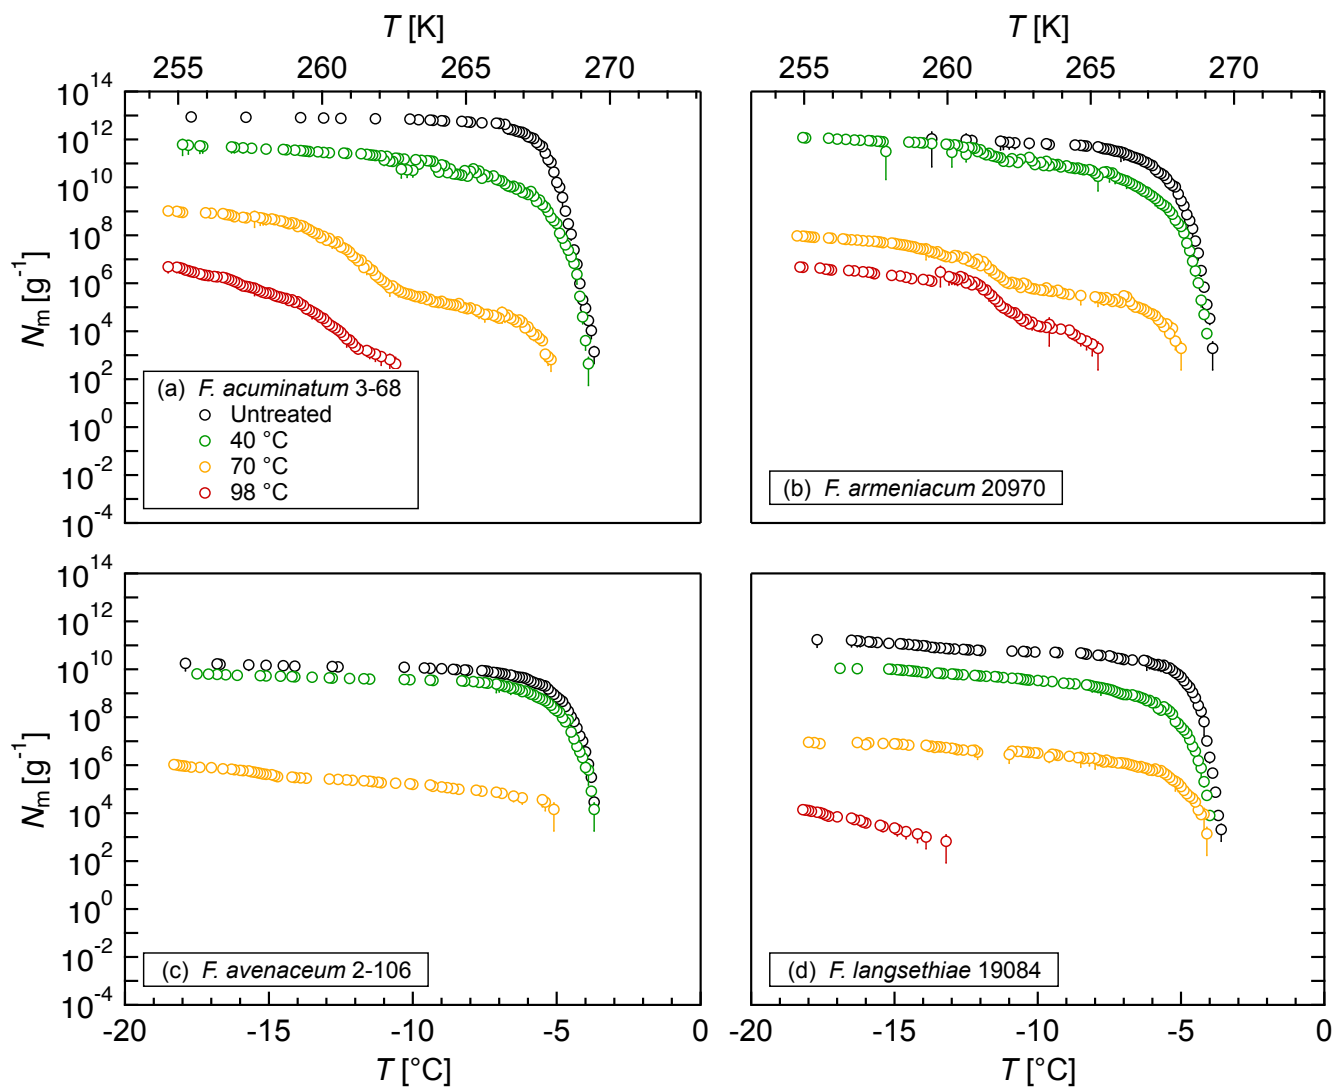 T [K]
T [K]
255 260 265 270
255 260 265 270
10^14
10^12
10^10
10^8
10^6
10^4
10^2
10^0
10^-2
10^-4
N_m [g^-1]
(a) F. acuminatum 3-68
Untreated
40 °C
70 °C
98 °C
(b) F. armeniacum 20970
10^14
10^12
10^10
10^8
10^6
10^4
10^2
10^0
10^-2
10^-4
N_m [g^-1]
(c) F. avenaceum 2-106
(d) F. langsethiae 19084
-20 -15 -10 -5 0
-20 -15 -10 -5 0
T [°C]
T [°C]